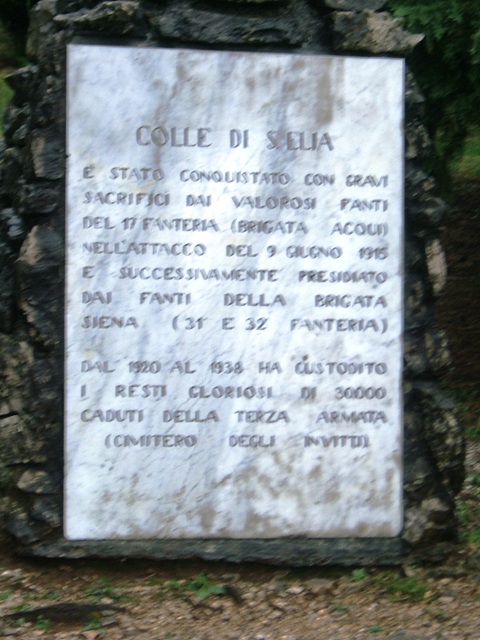 COLLE DI S. ELIA
E STATO CONQUISTATO CON GRAVI
SACRIFICI DAI VALOROSI FANTI
DEL 17 FANTERIA (BRIGATA ACQUI)
NELL'ATTACCO DEL 9 GIUGNO 1915
E SUCCESSIVAMENTE PRESIDIATO
DAI FANTI DELLA BRIGATA
SIENA (31 E 32 FANTERIA)
DAL 1920 AL 1938 HA CUSTODITO
I RESTI GLORIOSI DI 30000
CADUTI DELLA TERZA ARMATA
(CIMITERO DEGLI INVITTI)